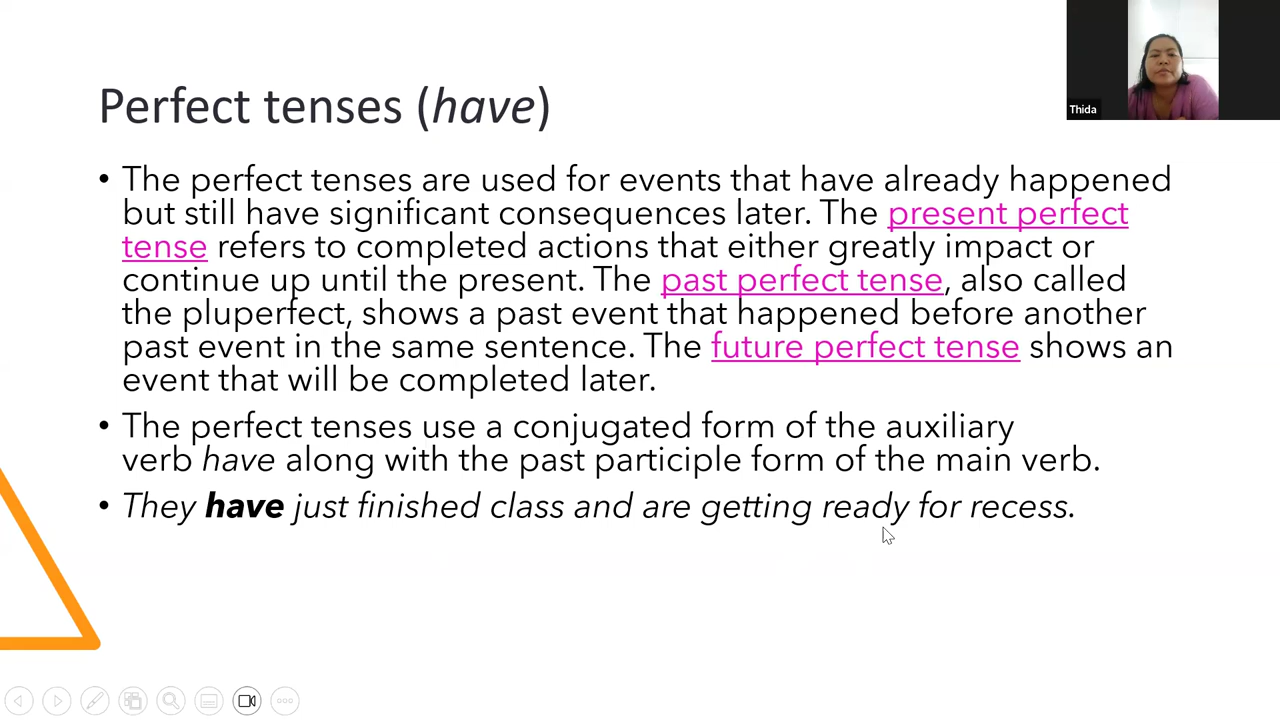 Perfect tenses (have)
Thida
• The perfect tenses are used for events that have already happened
but still have significant consequences later. The present perfect
tense refers to completed actions that either greatly impact or
continue up until the present. The past perfect tense, also called
the pluperfect, shows a past event that happened before another
past event in the same sentence. The future perfect tense shows an
event that will be completed later.
• The perfect tenses use a conjugated form of the auxiliary
verb have along with the past participle form of the main verb.
• They have just finished class and are getting ready for recess.